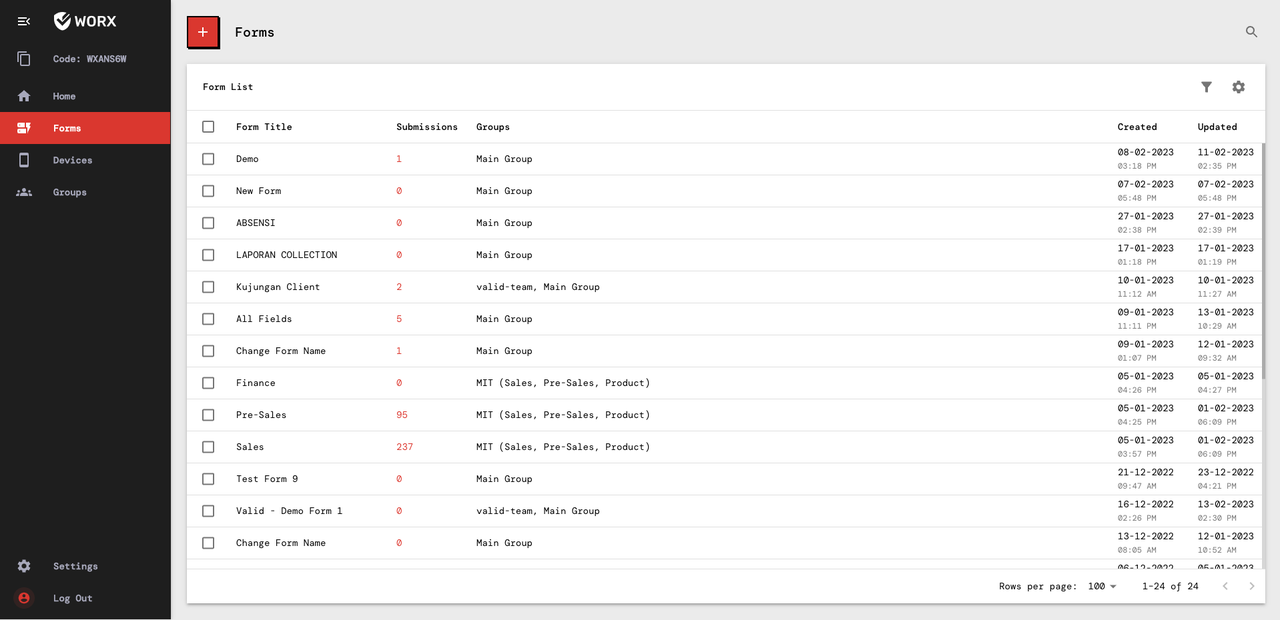 WORX
Code: WXANS6W
Home
Forms
Devices
Groups
Settings
Log Out
+ Forms
Form List
Form Title Submissions Groups Created Updated
Demo 1 Main Group 08-02-2023 11-02-2023
03:18 PM 02:35 PM
New Form 0 Main Group 07-02-2023 07-02-2023
05:48 PM 05:48 PM
ABSENSI 0 Main Group 27-01-2023 27-01-2023
02:38 PM 02:39 PM
LAPORAN COLLECTION 0 Main Group 17-01-2023 17-01-2023
01:18 PM 01:19 PM
Kujungan Client 2 valid-team, Main Group 10-01-2023 10-01-2023
11:12 AM 11:27 AM
All Fields 5 Main Group 09-01-2023 13-01-2023
11:11 PM 10:29 AM
Change Form Name 1 Main Group 09-01-2023 12-01-2023
01:07 PM 09:32 AM
Finance 0 MIT (Sales, Pre-Sales, Product) 05-01-2023 05-01-2023
04:26 PM 04:27 PM
Pre-Sales 95 MIT (Sales, Pre-Sales, Product) 05-01-2023 01-02-2023
04:25 PM 06:09 PM
Sales 237 MIT (Sales, Pre-Sales, Product) 05-01-2023 01-02-2023
03:57 PM 06:09 PM
Test Form 9 0 Main Group 21-12-2022 23-12-2022
09:47 AM 04:21 PM
Valid - Demo Form 1 0 valid-team, Main Group 16-12-2022 13-02-2023
02:26 PM 02:30 PM
Change Form Name 0 Main Group 13-12-2022 12-01-2023
08:05 AM 10:52 AM
06-12-2022 05-01-2023
Rows per page: 100 1-24 of 24